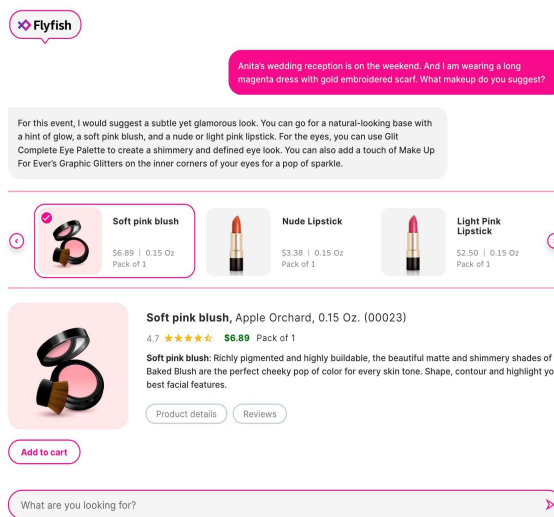 Flyfish
Anita's wedding reception is on the weekend. And I am wearing a long
magenta dress with gold embroidered scarf. What makeup do you suggest?
For this event, I would suggest a subtle yet glamorous look. You can go for a natural-looking base with
a hint of glow, a soft pink blush, and a nude or light pink lipstick. For the eyes, you can use Glit
Complete Eye Palette to create a shimmery and defined eye look. You can also add a touch of Make Up
For Ever's Graphic Glitters on the inner corners of your eyes for a pop of sparkle.
Soft pink blush
$6.89 | 0.15 Oz
Pack of 1
Nude Lipstick
$3.38 | 0.15 Oz
Pack of 1
Light Pink
Lipstick
$2.50 | 0.15 Oz
Pack of 1
Soft pink blush, Apple Orchard, 0.15 Oz. (00023)
4.7 $6.89 Pack of 1
Soft pink blush: Richly pigmented and highly buildable, the beautiful matte and shimmery shades of
Baked Blush are the perfect cheeky pop of color for every skin tone. Shape, contour and highlight yo
best facial features.
Product details
Reviews
Add to cart
What are you looking for?